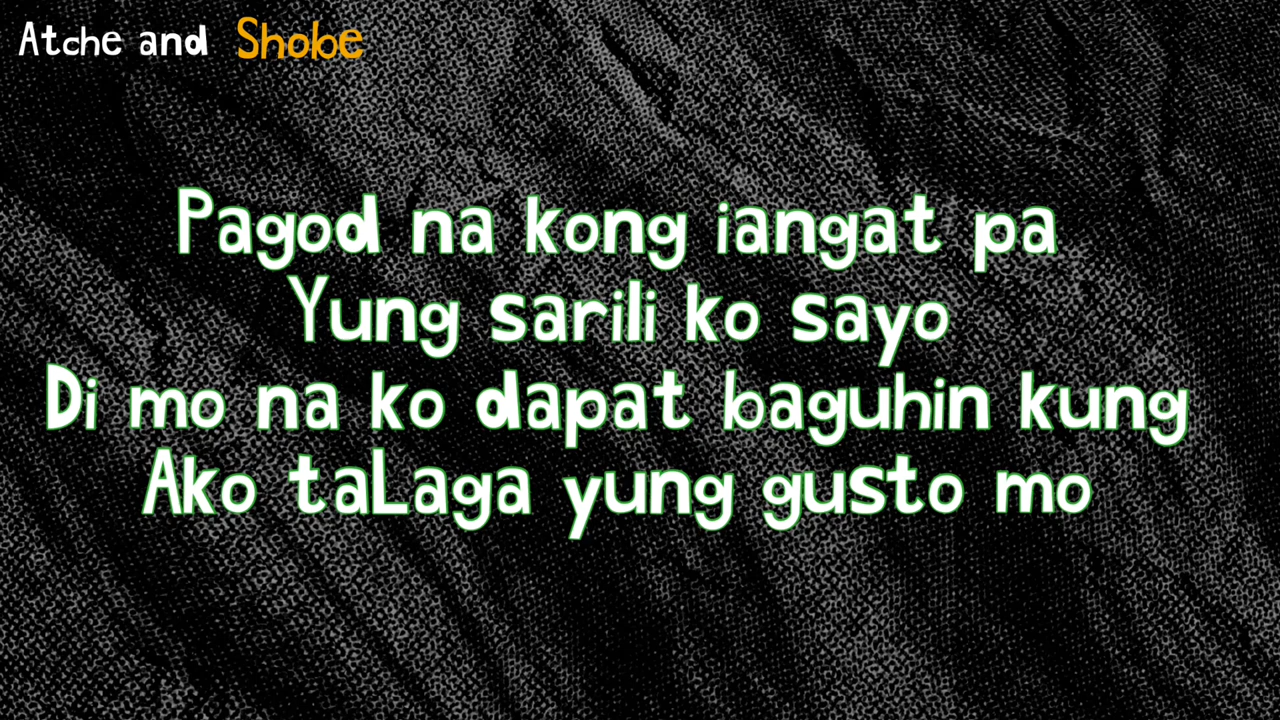 Atche and Shobe
Pagod na kong iangat pa
Yung sarili ko sayo
Di mo na ko dapat baguhin kung
Ako taLaga yung gusto mo